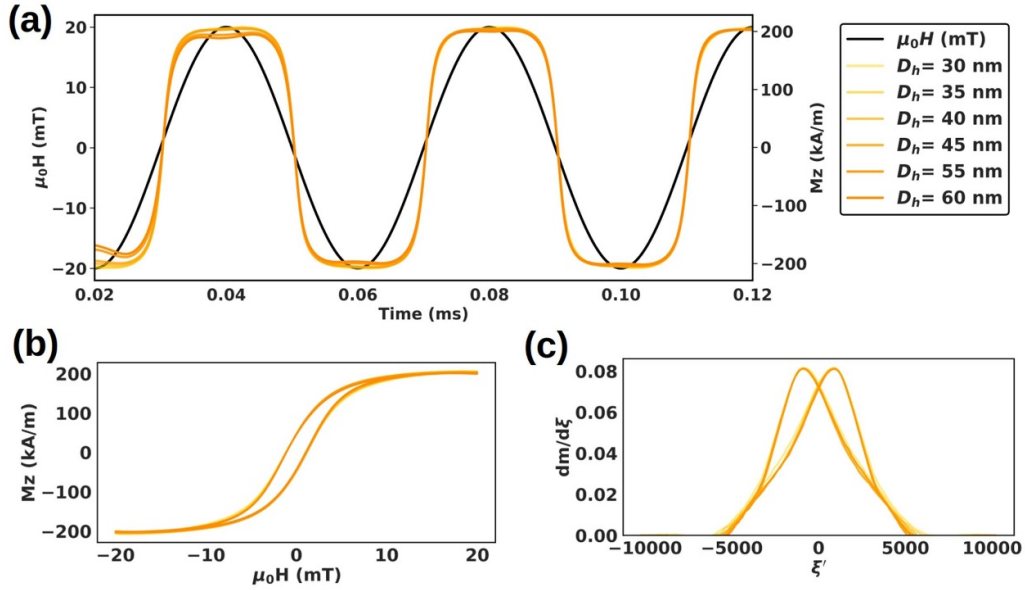 (a)
20
10
0
−10
−20
μ₀H (mT)
200
100
0
−100
−200
Mz (kA/m)
0.02 0.04 0.06 0.08 0.10 0.12
Time (ms)
μ₀H (mT)
Dₕ= 30 nm
Dₕ= 35 nm
Dₕ= 40 nm
Dₕ= 45 nm
Dₕ= 55 nm
Dₕ= 60 nm
(b)
200
100
0
−100
−200
Mz (kA/m)
−20 −10 0 10 20
μ₀H (mT)
(c)
0.08
0.06
0.04
0.02
0.00
dm/dξ
−10000 −5000 0 5000 10000
ξ′